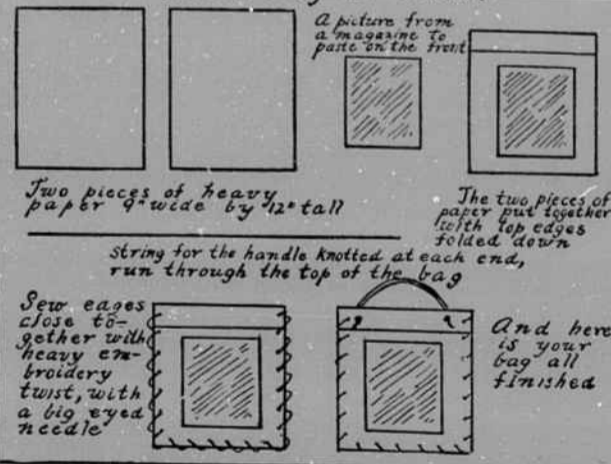 A picture from
a magazine to
paste on the front
Two pieces of heavy
paper 9" wide by 12" tall
The two pieces of
paper put together
with top edges
folded down
String for the handle knotted at each end,
run through the top of the bag
Sew edges
close to-
gether with
heavy em-
broidery
twist, with
a big eyed
needle
And here
is your
bag all
finished